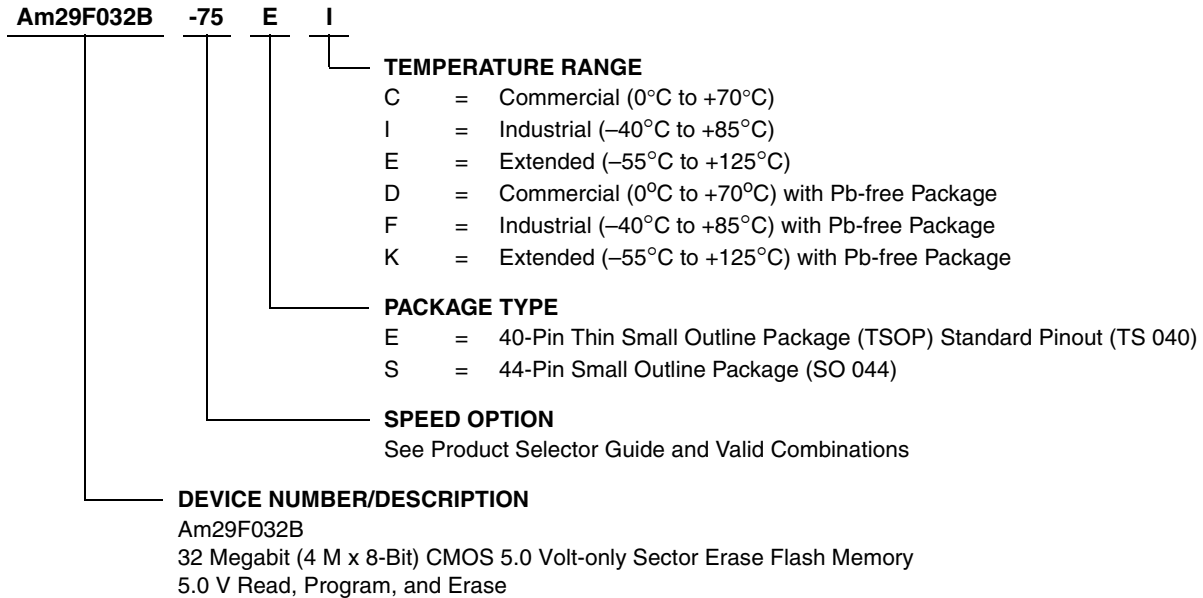 Am29F032B -75 E I
TEMPERATURE RANGE
C = Commercial (0°C to +70°C)
I = Industrial (–40°C to +85°C)
E = Extended (–55°C to +125°C)
D = Commercial (0°C to +70°C) with Pb-free Package
F = Industrial (–40°C to +85°C) with Pb-free Package
K = Extended (–55°C to +125°C) with Pb-free Package
PACKAGE TYPE
E = 40-Pin Thin Small Outline Package (TSOP) Standard Pinout (TS 040)
S = 44-Pin Small Outline Package (SO 044)
SPEED OPTION
See Product Selector Guide and Valid Combinations
DEVICE NUMBER/DESCRIPTION
Am29F032B
32 Megabit (4 M x 8-Bit) CMOS 5.0 Volt-only Sector Erase Flash Memory
5.0 V Read, Program, and Erase